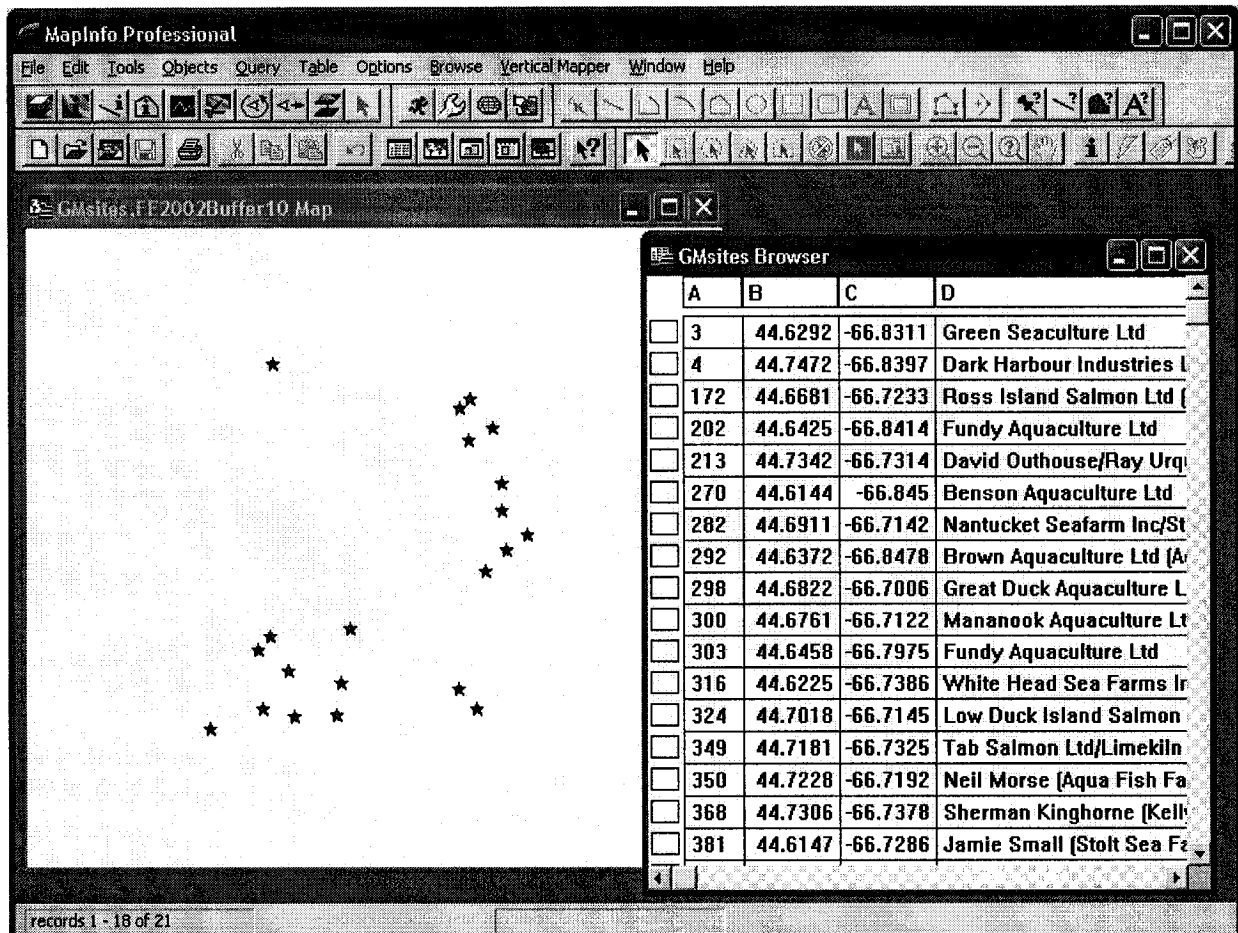 MapInfo Professional
File Edit Tools Objects Query Table Options Browse Vertical Mapper Window Help
GMsites,FE2002Buffer10 Map
GMsites Browser
A B C D
3 44.6292 -66.8311 Green Seaculture Ltd
4 44.7472 -66.8397 Dark Harbour Industries L
172 44.6681 -66.7233 Ross Island Salmon Ltd (
202 44.6425 -66.8414 Fundy Aquaculture Ltd
213 44.7342 -66.7314 David Outhouse/Ray Urqu
270 44.6144 -66.845 Benson Aquaculture Ltd
282 44.6911 -66.7142 Nantucket Seafarm Inc/St
292 44.6372 -66.8478 Brown Aquaculture Ltd (A
298 44.6822 -66.7006 Great Duck Aquaculture L
300 44.6761 -66.7122 Mananook Aquaculture Lt
303 44.6458 -66.7975 Fundy Aquaculture Ltd
316 44.6225 -66.7386 White Head Sea Farms In
324 44.7018 -66.7145 Low Duck Island Salmon
349 44.7181 -66.7325 Tab Salmon Ltd/Limekiln
350 44.7228 -66.7192 Neil Morse (Aqua Fish Fa
368 44.7306 -66.7378 Sherman Kinghorne (Kell
381 44.6147 -66.7286 Jamie Small (Stolt Sea Fa
records 1 - 18 of 21